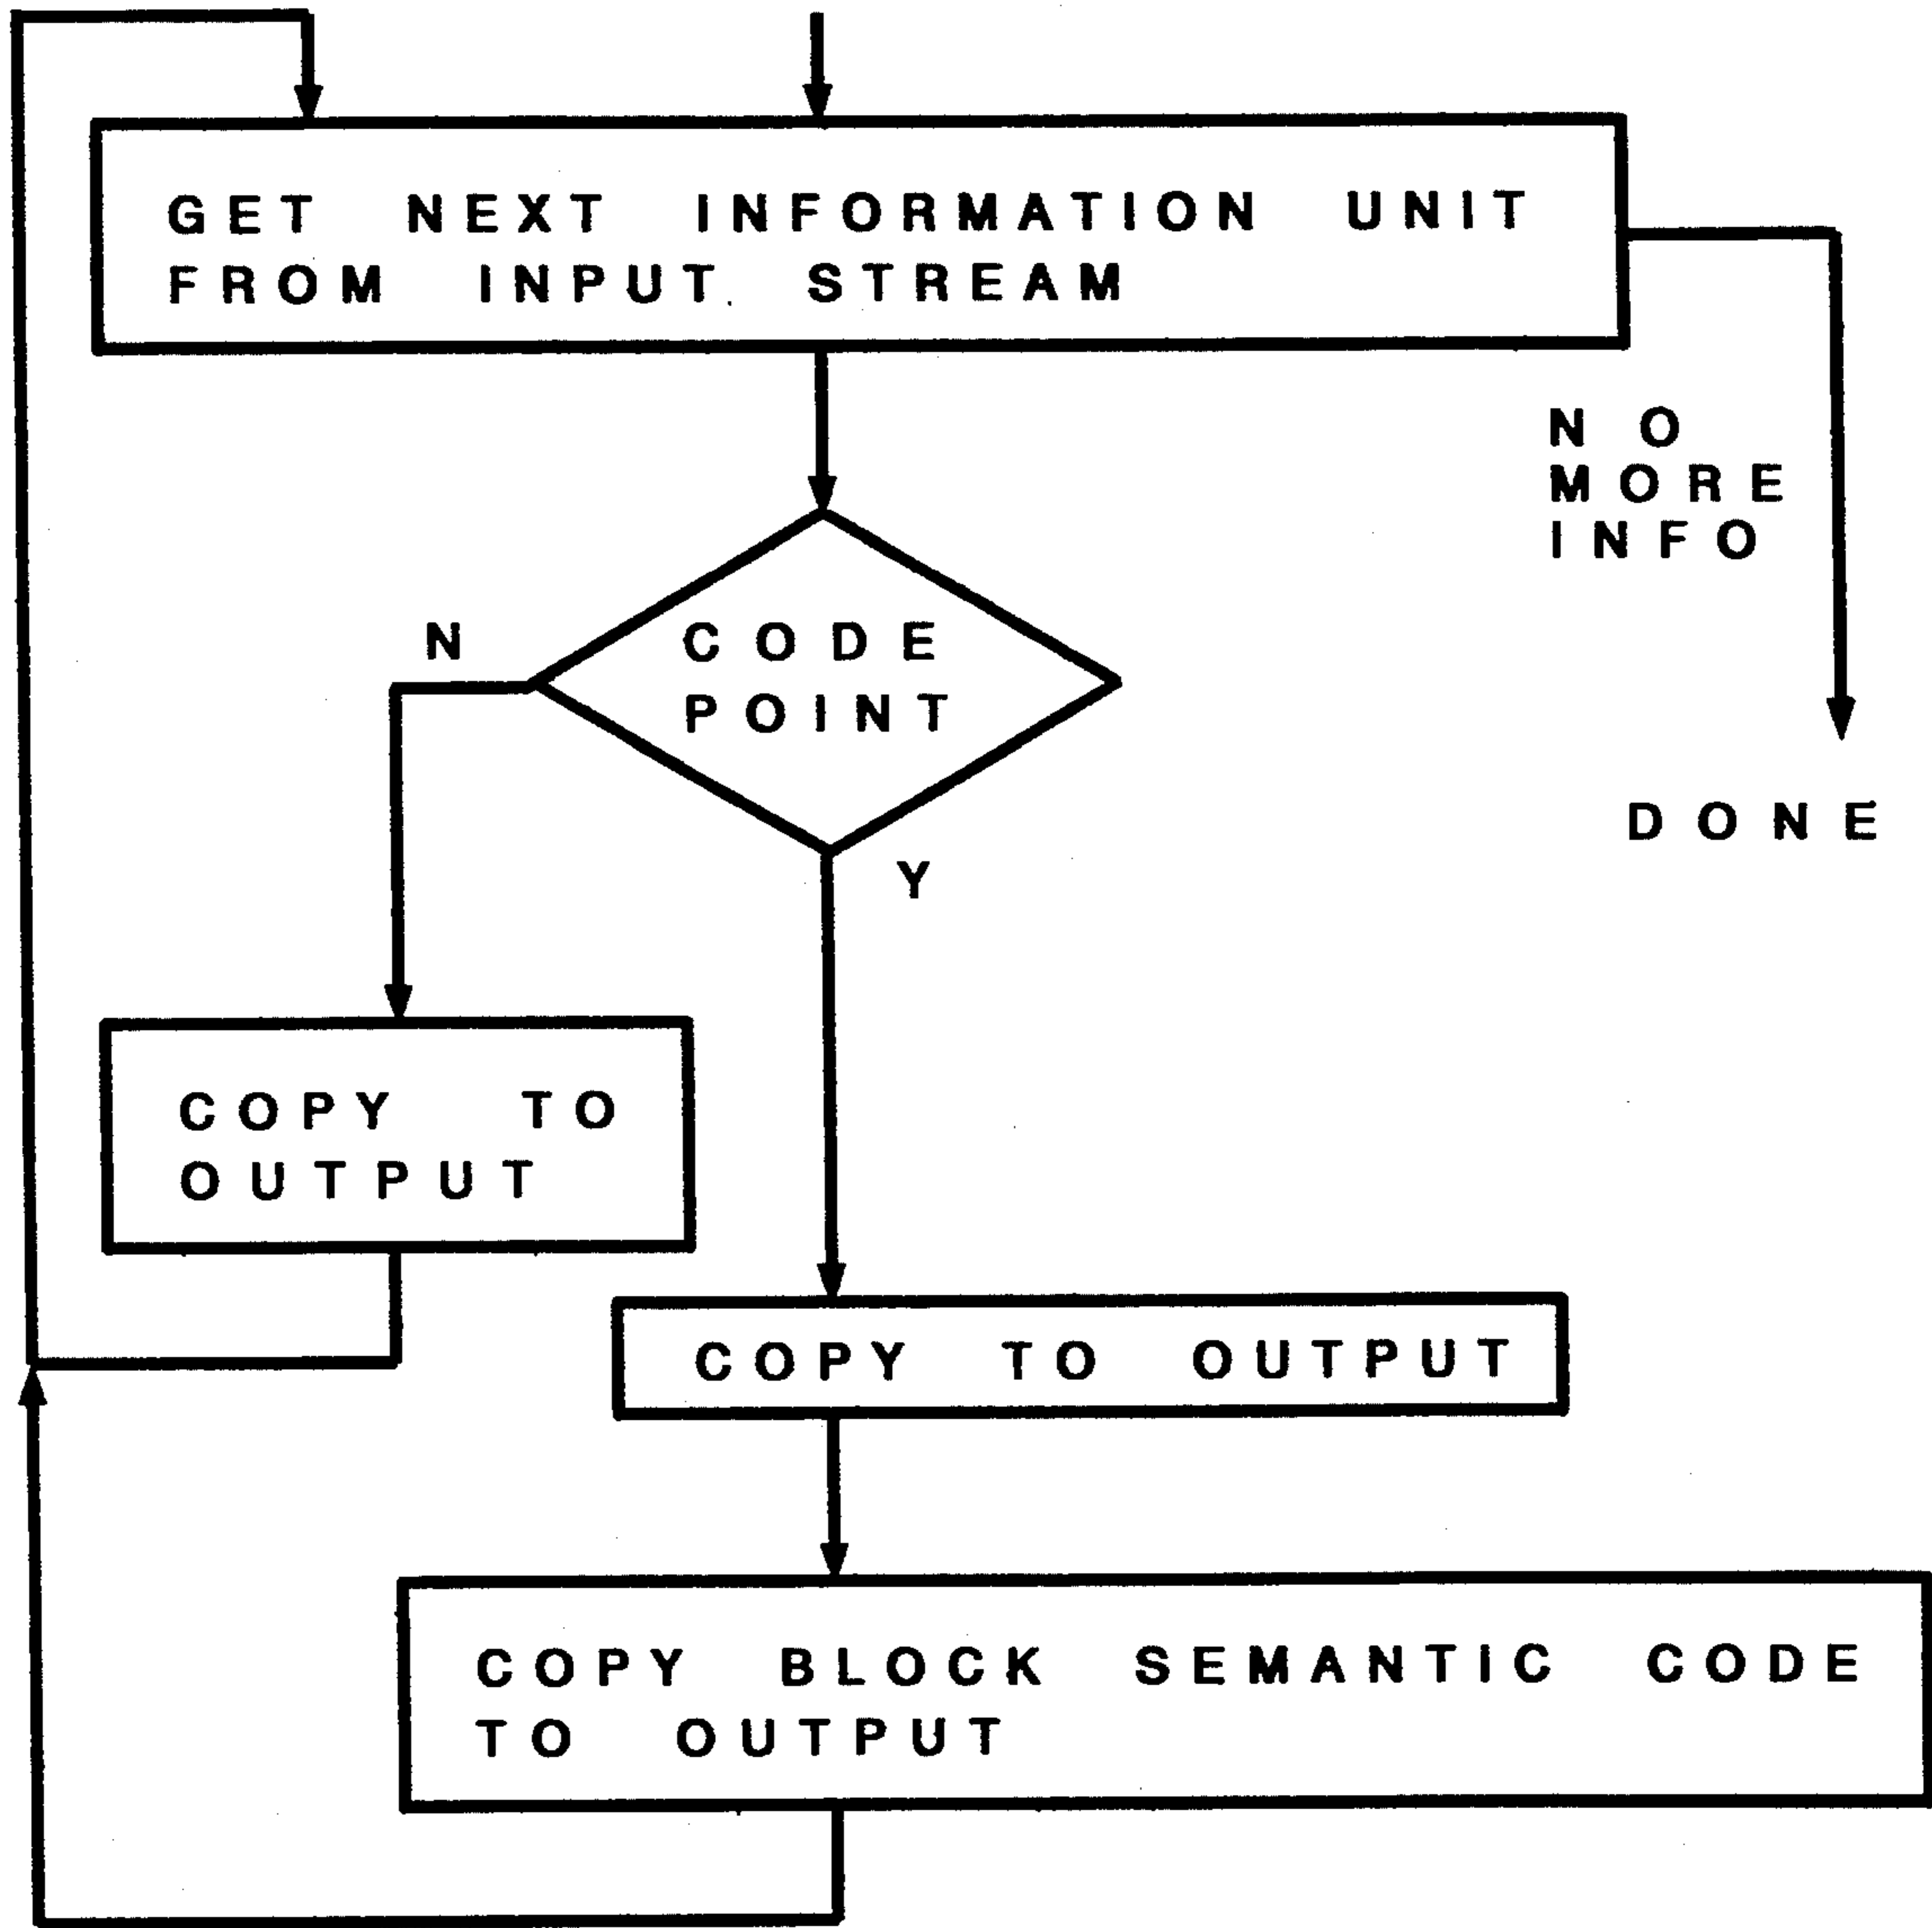 GET NEXT INFORMATION UNIT
FROM INPUT STREAM
NO
MORE
INFO
N
CODE
POINT
DONE
Y
COPY TO
OUTPUT
COPY TO OUTPUT
COPY BLOCK SEMANTIC CODE
TO OUTPUT